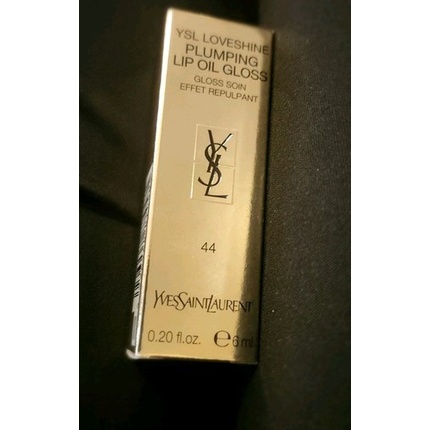 YSL LOVESHINE
PLUMPING
LIP OIL GLOSS
GLOSS SOIN
EFFET REPULPANT
YSL
44
YVESSAINTLAURENT
0.20 fl.oz. ℮6 ml